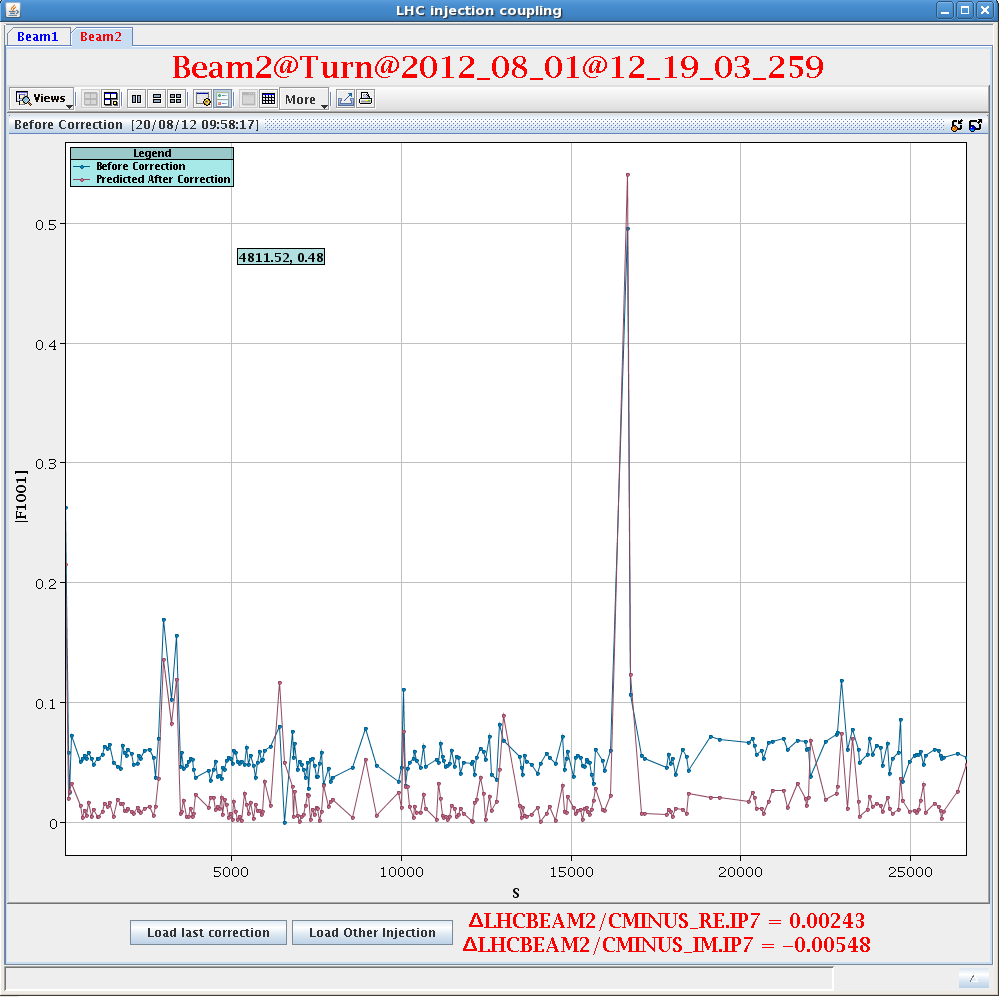 LHC injection coupling
Beam1 Beam2
Beam2@Turn@2012_08_01@12_19_03_259
Views More
Before Correction [20/08/12 09:58:17]
Legend
Before Correction
Predicted After Correction
4811.52, 0.48
0.5
0.4
0.3
0.2
0.1
0
|F1001|
5000 10000 15000 20000 25000
S
Load last correction Load Other Injection
ΔLHCBEAM2/CMINUS_RE.IP7 = 0.00243
ΔLHCBEAM2/CMINUS_IM.IP7 = -0.00548